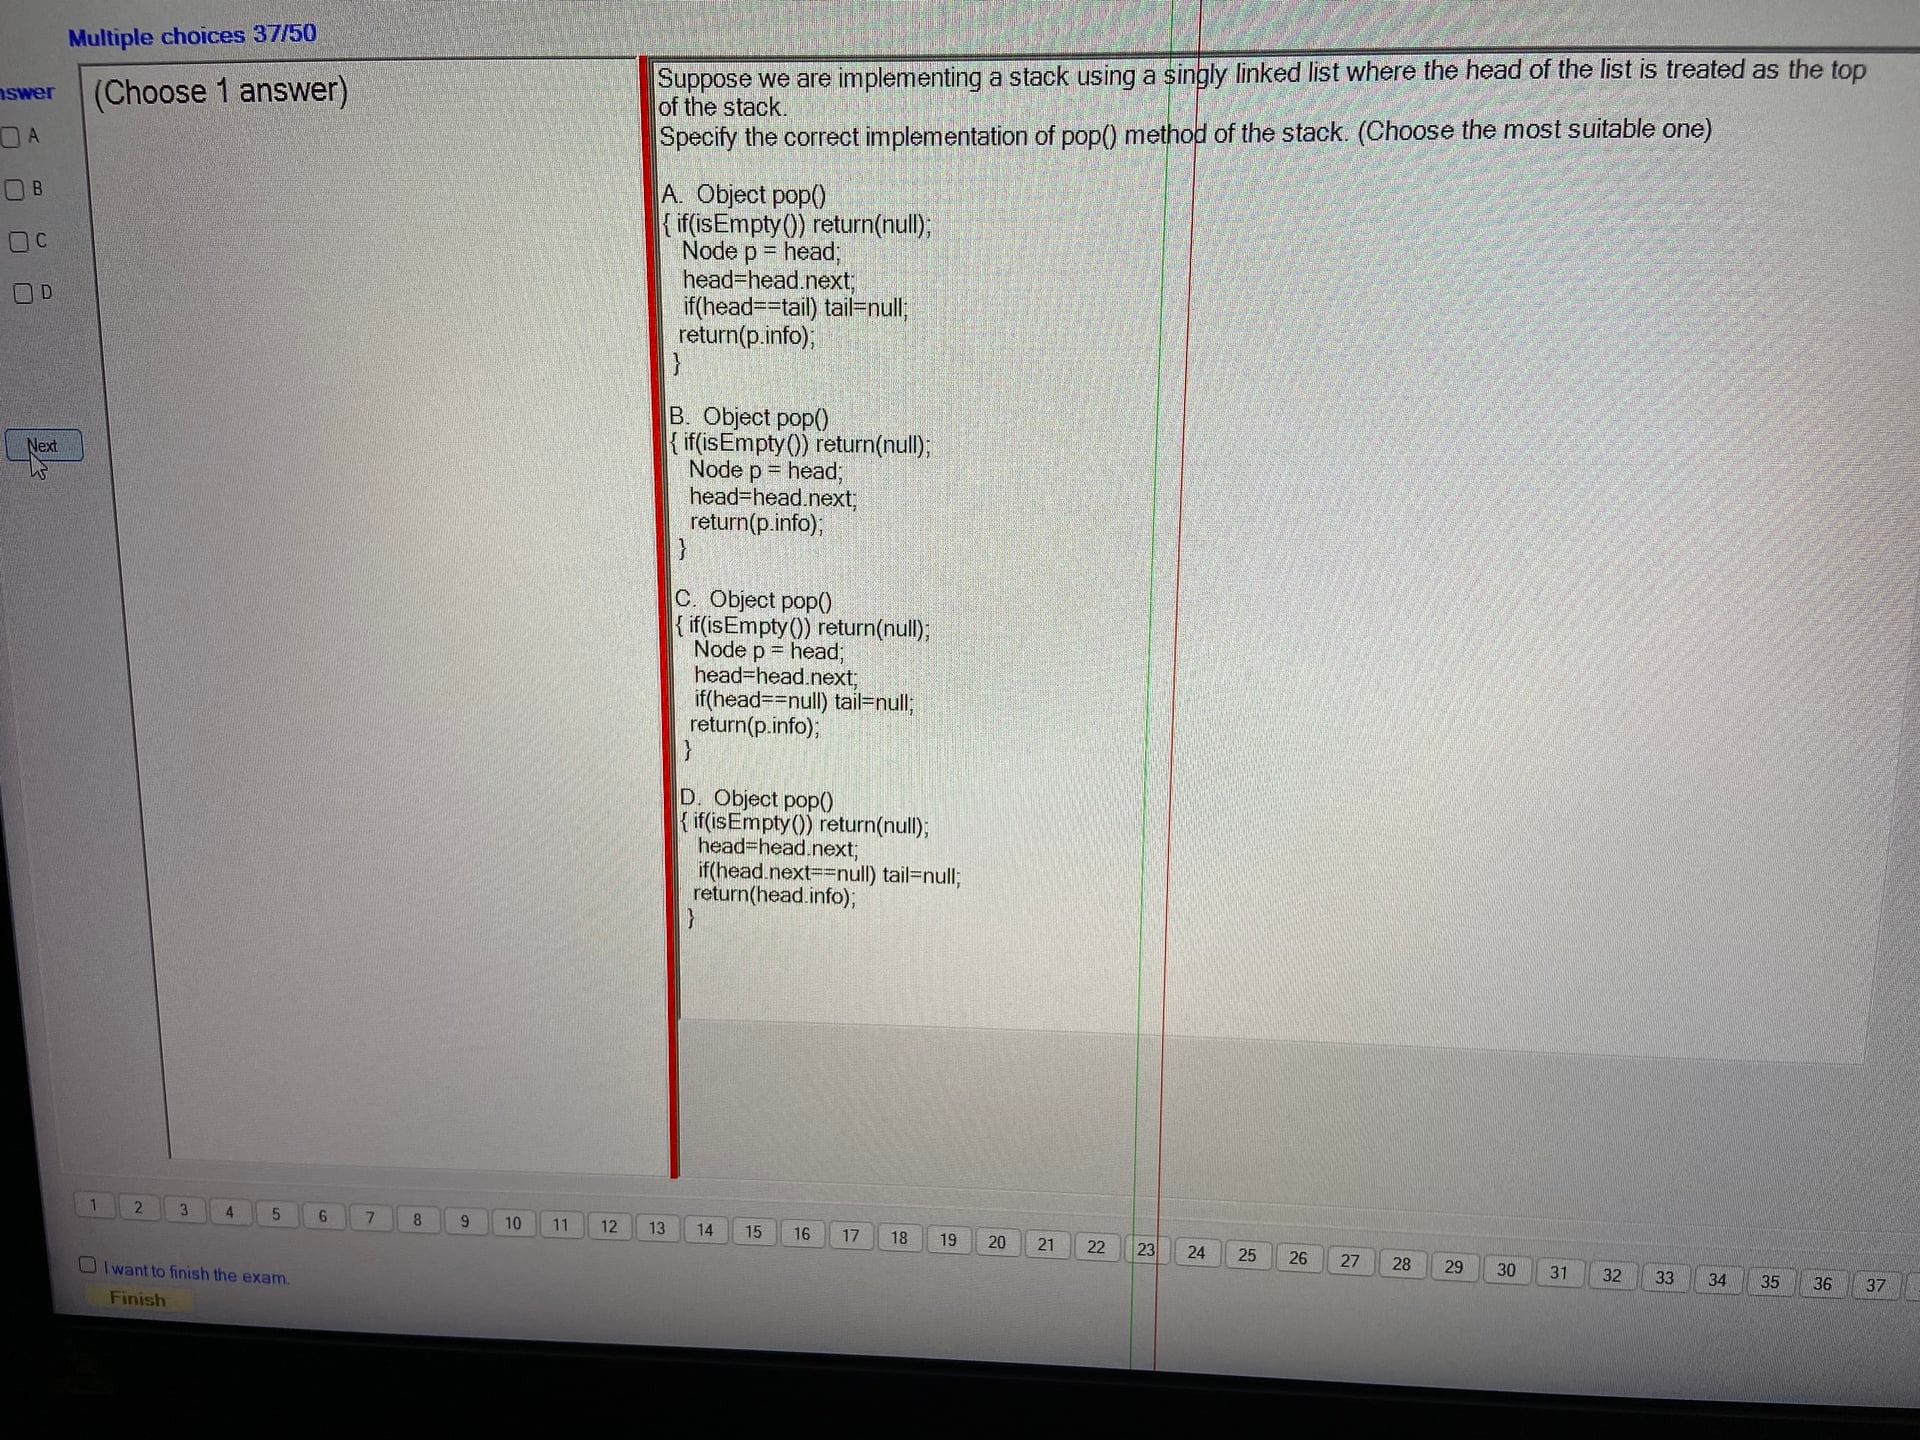 Multiple choices 37/50
(Choose 1 answer)
A
B
C
D
Next
Suppose we are implementing a stack using a singly linked list where the head of the list is treated as the top
of the stack.
Specify the correct implementation of pop() method of the stack. (Choose the most suitable one)
A. Object pop()
{ if(isEmpty()) return(null);
Node p = head;
head=head.next;
if(head==tail) tail=null;
return(p.info);
}
B. Object pop()
{ if(isEmpty()) return(null);
Node p = head;
head=head.next;
return(p.info);
}
C. Object pop()
{ if(isEmpty()) return(null);
Node p = head;
head=head.next;
if(head==null) tail=null;
return(p.info);
}
D. Object pop()
{ if(isEmpty()) return(null);
head=head.next;
if(head.next==null) tail=null;
return(head.info);
}
1 2 3 4 5 6 7 8 9 10 11 12 13 14 15 16 17 18 19 20 21 22 23 24 25 26 27 28 29 30 31 32 33 34 35 36 37
I want to finish the exam.
Finish